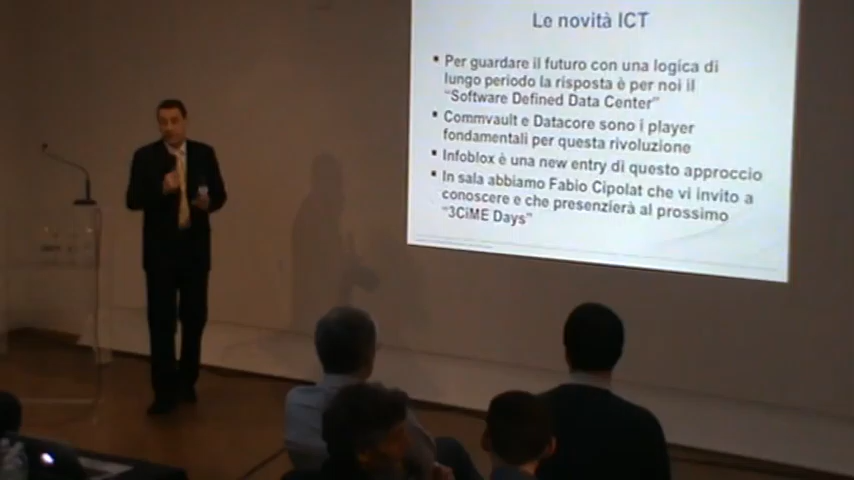 Le novità ICT
▪ Per guardare il futuro con una logica di
lungo periodo la risposta è per noi il
“Software Defined Data Center”
▪ Commvault e Datacore sono i player
fondamentali per questa rivoluzione
▪ Infoblox è una new entry di questo approccio
▪ In sala abbiamo Fabio Cipolat che vi invito a
conoscere e che presenzierà al prossimo
“3CiME Days”